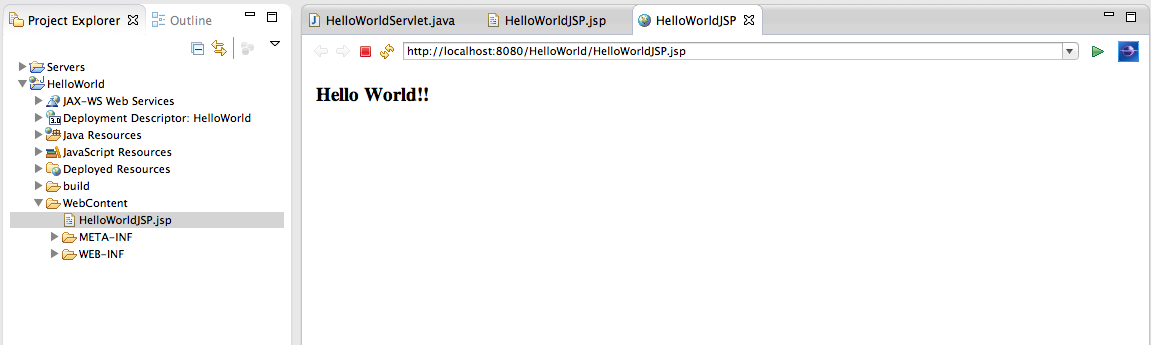 Project Explorer
Outline
Servers
HelloWorld
JAX-WS Web Services
3.0 Deployment Descriptor: HelloWorld
Java Resources
JavaScript Resources
Deployed Resources
build
WebContent
HelloWorldJSP.jsp
META-INF
WEB-INF
HelloWorldServlet.java
HelloWorldJSP.jsp
HelloWorldJSP
http://localhost:8080/HelloWorld/HelloWorldJSP.jsp
Hello World!!